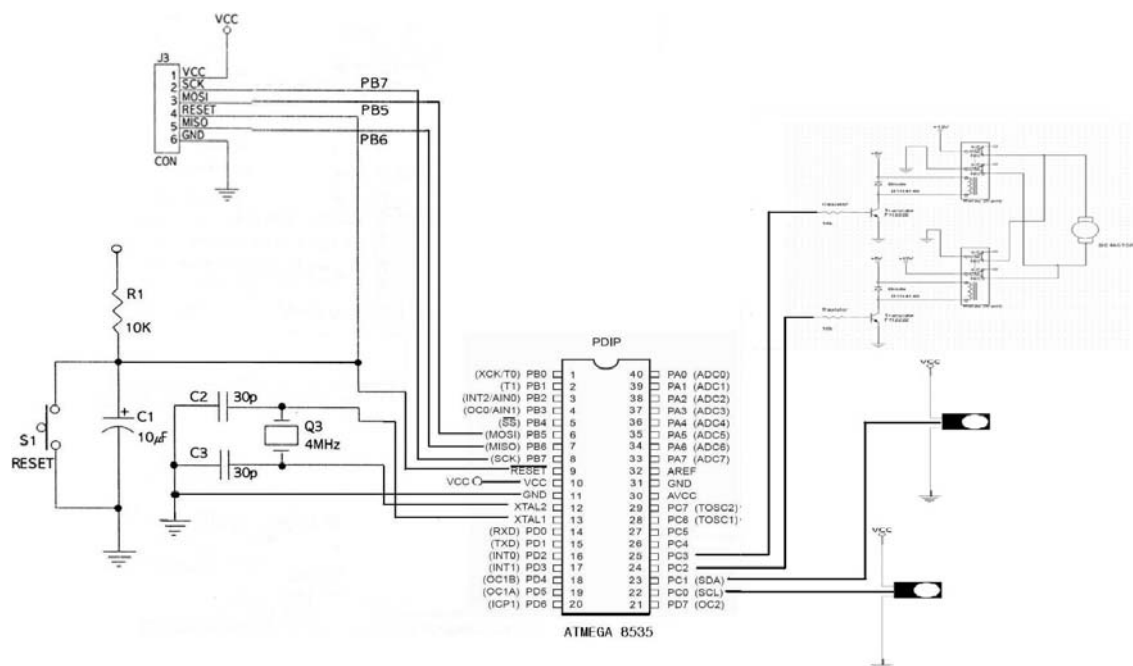 VCC
J3
1 VCC
2 SCK
3 MOSI
4 RESET
5 MISO
6 GND
CON
PB7
PB5
PB6
R1
10K
S1
RESET
C1
10µF
C2
30p
C3
30p
Q3
4MHz
VCC
PDIP
(XCK/T0) PB0 1 40 PA0 (ADC0)
(T1) PB1 2 39 PA1 (ADC1)
(INT2/AIN0) PB2 3 38 PA2 (ADC2)
(OC0/AIN1) PB3 4 37 PA3 (ADC3)
(SS) PB4 5 36 PA4 (ADC4)
(MOSI) PB5 6 35 PA5 (ADC5)
(MISO) PB6 7 34 PA6 (ADC6)
(SCK) PB7 8 33 PA7 (ADC7)
RESET 9 32 AREF
VCC 10 31 GND
GND 11 30 AVCC
XTAL2 12 29 PC7 (TOSC2)
XTAL1 13 28 PC6 (TOSC1)
(RXD) PD0 14 27 PC5
(TXD) PD1 15 26 PC4
(INT0) PD2 16 25 PC3
(INT1) PD3 17 24 PC2
(OC1B) PD4 18 23 PC1 (SDA)
(OC1A) PD5 19 22 PC0 (SCL)
(ICP1) PD6 20 21 PD7 (OC2)
ATMEGA 8535
DC MOTOR
VCC
VCC